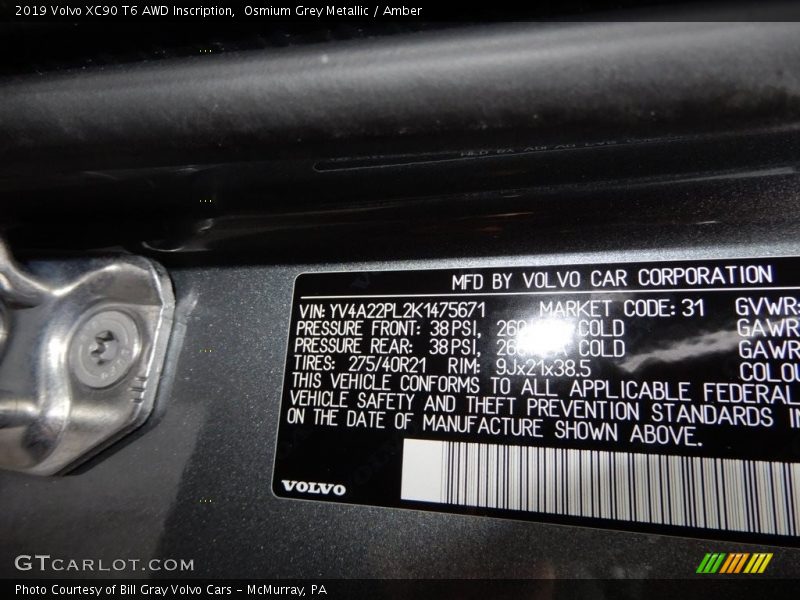 2019 Volvo XC90 T6 AWD Inscription, Osmium Grey Metallic / Amber
MFD BY VOLVO CAR CORPORATION
VIN: YV4A22PL2K1475671 MARKET CODE: 31 GVWR:
PRESSURE FRONT: 38 PSI, COLD GAWR
PRESSURE REAR: 38 PSI, COLD GAWR
TIRES: 275/40R21 RIM: 9Jx21x38.5 COLOU
THIS VEHICLE CONFORMS TO ALL APPLICABLE FEDERAL
VEHICLE SAFETY AND THEFT PREVENTION STANDARDS IN
ON THE DATE OF MANUFACTURE SHOWN ABOVE.
VOLVO
GTCARLOT.COM
Photo Courtesy of Bill Gray Volvo Cars - McMurray, PA